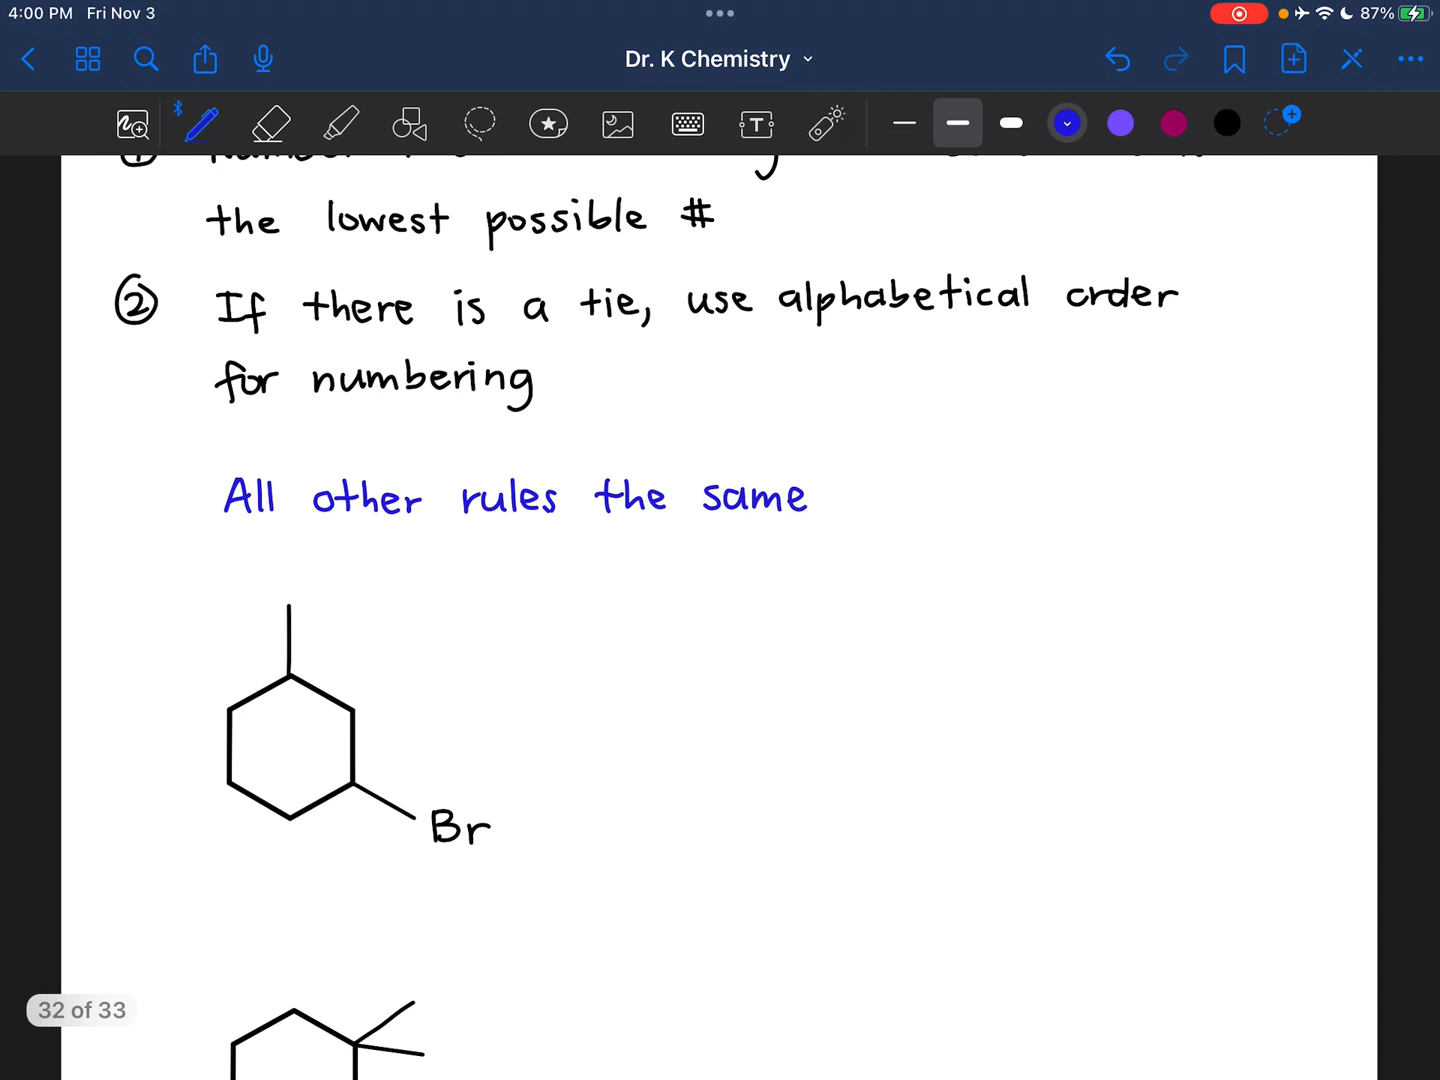 4:00 PM Fri Nov 3
87%
Dr. K Chemistry
the lowest possible #
② If there is a tie, use alphabetical order
for numbering
All other rules the same
Br
32 of 33